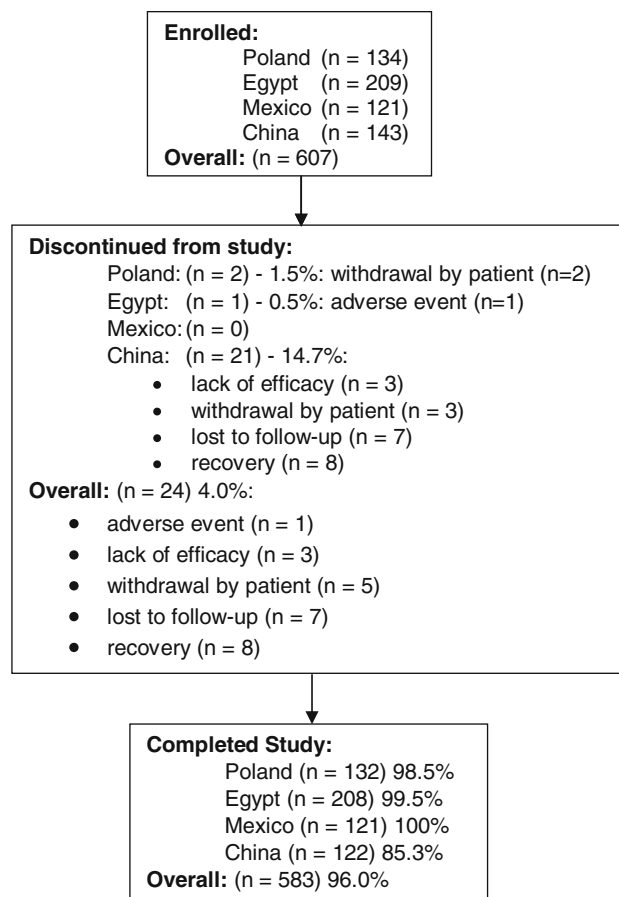 Enrolled:
Poland (n = 134)
Egypt (n = 209)
Mexico (n = 121)
China (n = 143)
Overall: (n = 607)
Discontinued from study:
Poland: (n = 2) - 1.5%: withdrawal by patient (n=2)
Egypt: (n = 1) - 0.5%: adverse event (n=1)
Mexico: (n = 0)
China: (n = 21) - 14.7%:
• lack of efficacy (n = 3)
• withdrawal by patient (n = 3)
• lost to follow-up (n = 7)
• recovery (n = 8)
Overall: (n = 24) 4.0%:
• adverse event (n = 1)
• lack of efficacy (n = 3)
• withdrawal by patient (n = 5)
• lost to follow-up (n = 7)
• recovery (n = 8)
Completed Study:
Poland (n = 132) 98.5%
Egypt (n = 208) 99.5%
Mexico (n = 121) 100%
China (n = 122) 85.3%
Overall: (n = 583) 96.0%